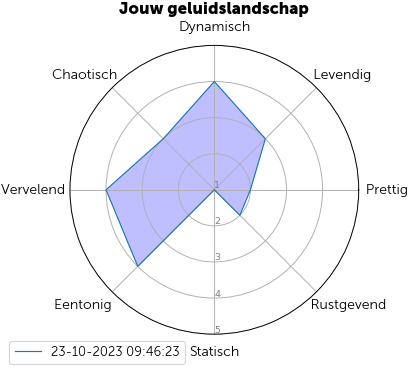 Jouw geluidslandschap
Dynamisch
Chaotisch
Levendig
Vervelend
1
Prettig
2
3
Eentonig
4
Rustgevend
5
23-10-2023 09:46:23
Statisch